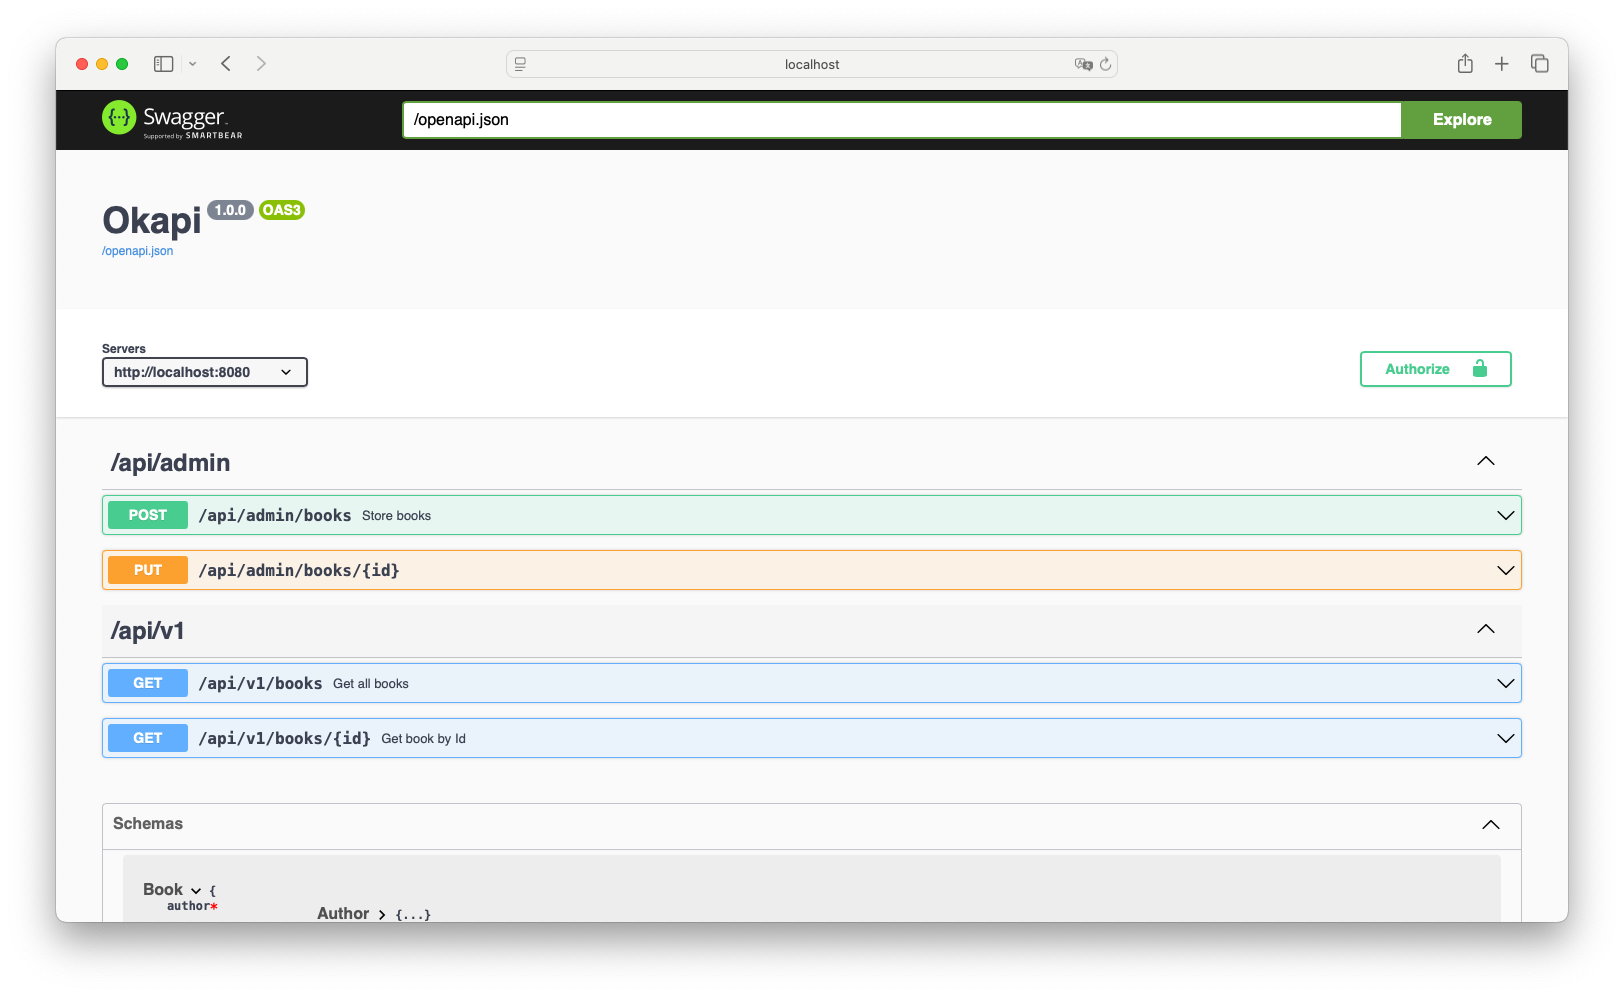 localhost
Swagger
Supported by SMARTBEAR
/openapi.json
Explore
Okapi 1.0.0 OAS3
/openapi.json
Servers
http://localhost:8080
Authorize
/api/admin
POST /api/admin/books Store books
PUT /api/admin/books/{id}
/api/v1
GET /api/v1/books Get all books
GET /api/v1/books/{id} Get book by Id
Schemas
Book {
author* Author {...}